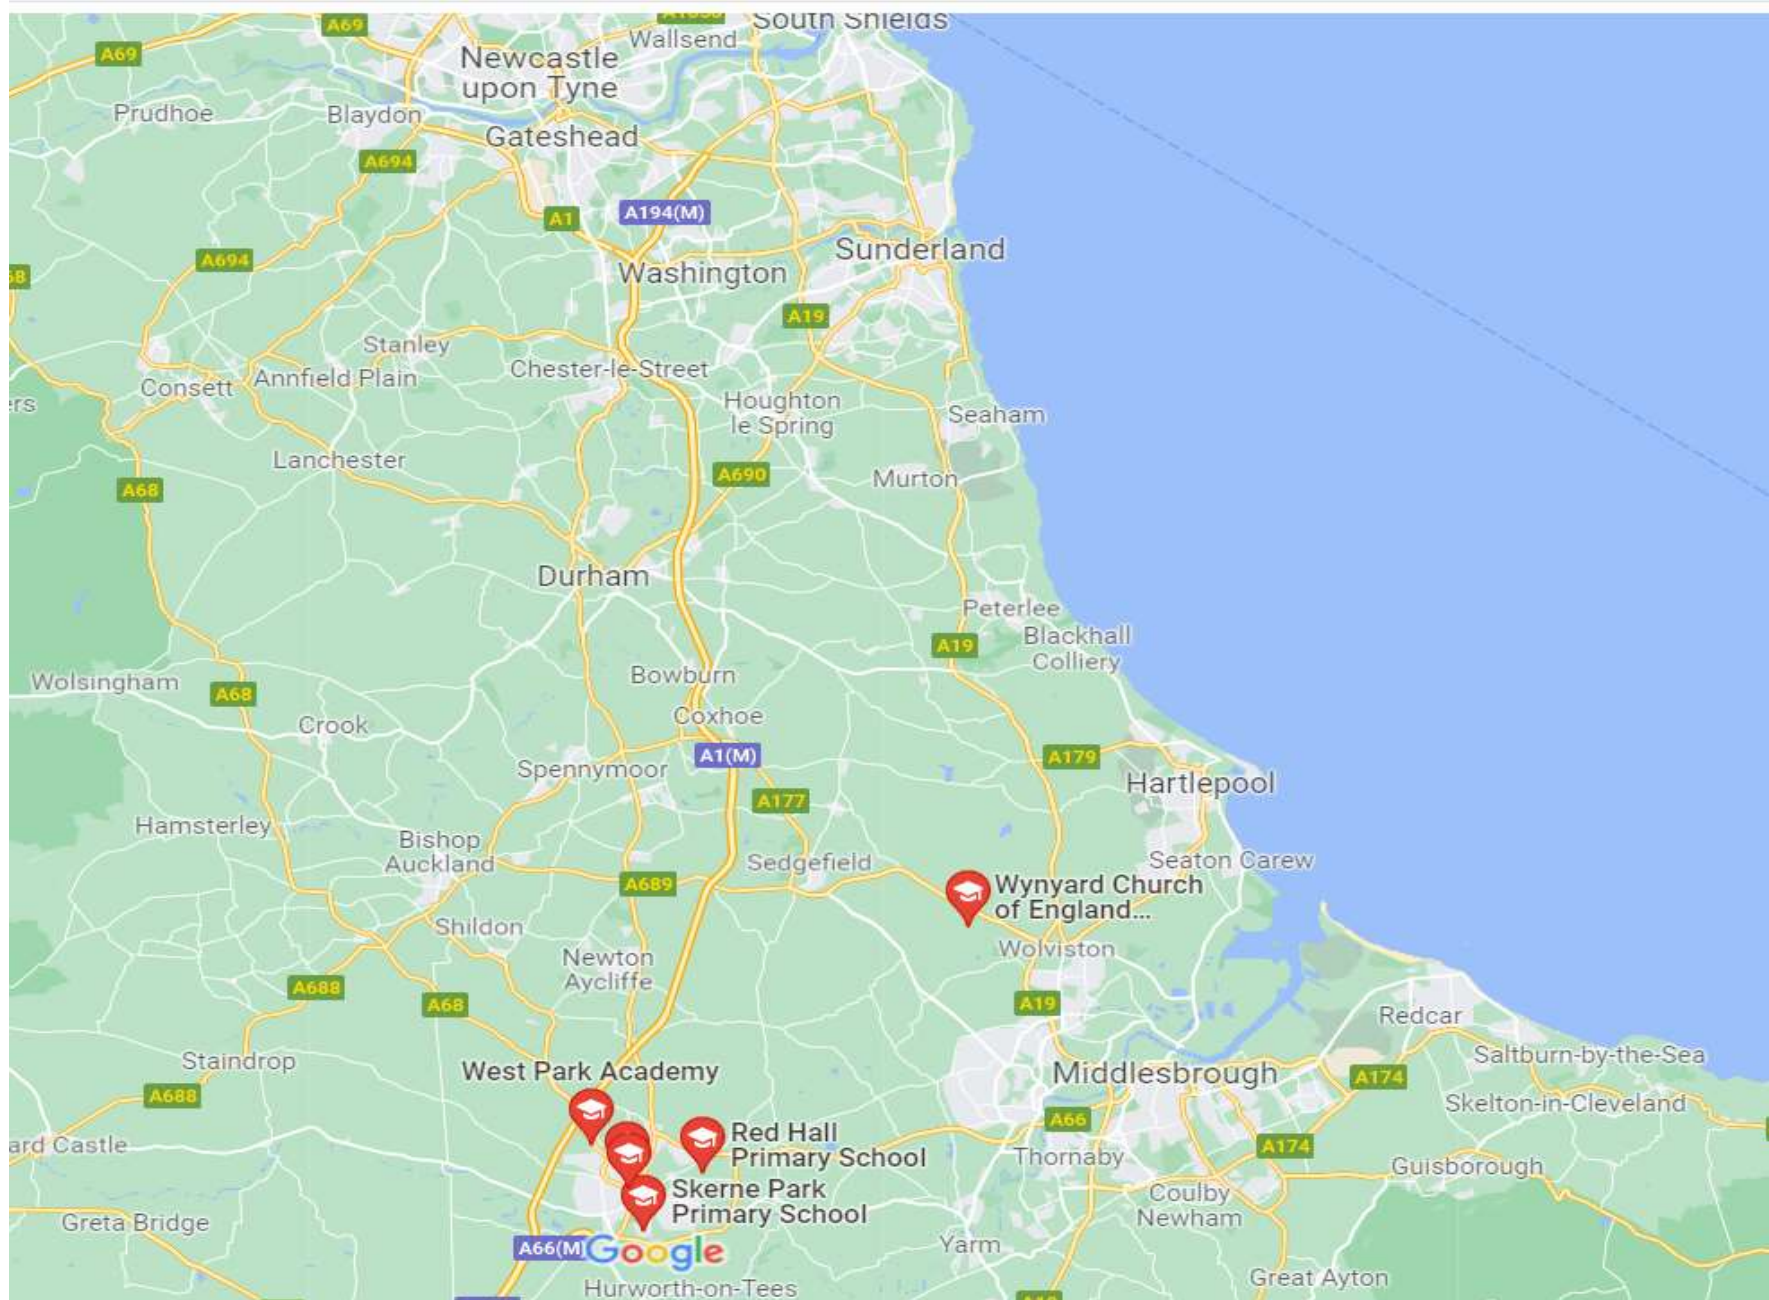 South Shields
A69
Wallsend
A69
Newcastle
upon Tyne
Prudhoe
Blaydon
Gateshead
A694
A194(M)
A1
Sunderland
A694
Washington
A19
Stanley
Chester-le-Street
Annfield Plain
Consett
Houghton
le Spring
Seaham
Lanchester
A690
Murton
A68
Durham
Peterlee
Blackhall
Colliery
A19
Bowburn
Wolsingham
A68
Coxhoe
Crook
A1(M)
A179
Spennymoor
Hartlepool
A177
Hamsterley
Bishop
Auckland
Sedgefield
Seaton Carew
A689
Wynyard Church
of England...
Shildon
Wolviston
Newton
Aycliffe
A688
A68
A19
Redcar
Staindrop
Saltburn-by-the-Sea
West Park Academy
Middlesbrough
A174
A688
Skelton-in-Cleveland
A66
Red Hall
Primary School
ard Castle
A174
Thornaby
Guisborough
Skerne Park
Primary School
Coulby
Newham
Greta Bridge
A66(M)
Google
Yarm
Great Ayton
Hurworth-on-Tees